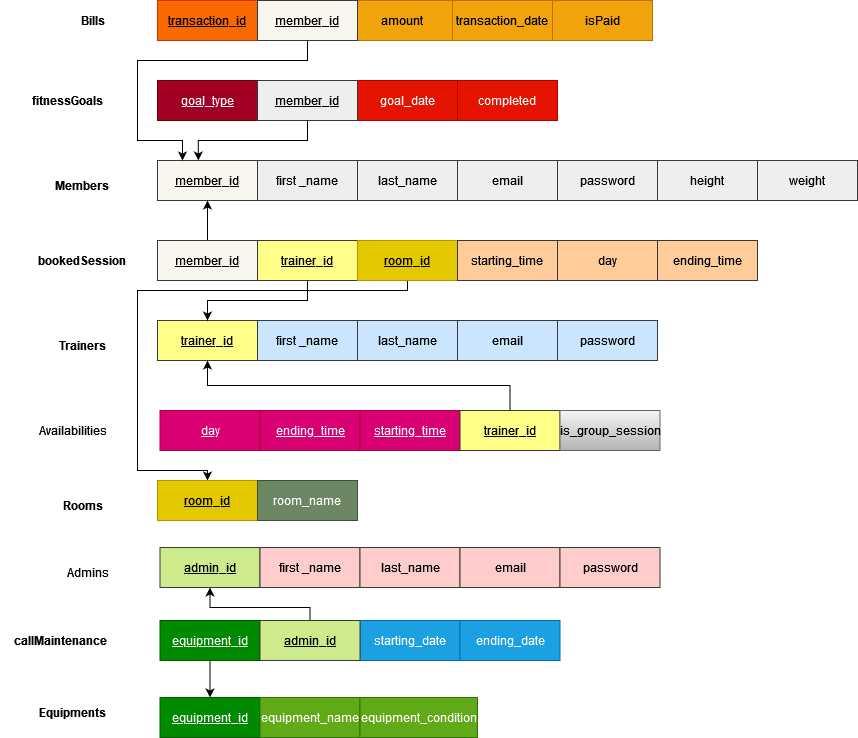 Bills transaction_id member_id amount transaction_date isPaid
fitnessGoals goal_type member_id goal_date completed
Members member_id first _name last_name email password height weight
bookedSession member_id trainer_id room_id starting_time day ending_time
Trainers trainer_id first _name last_name email password
Availabilities day ending_time starting_time trainer_id is_group_session
Rooms room_id room_name
Admins admin_id first _name last_name email password
callMaintenance equipment_id admin_id starting_date ending_date
Equipments equipment_id equipment_name equipment_condition